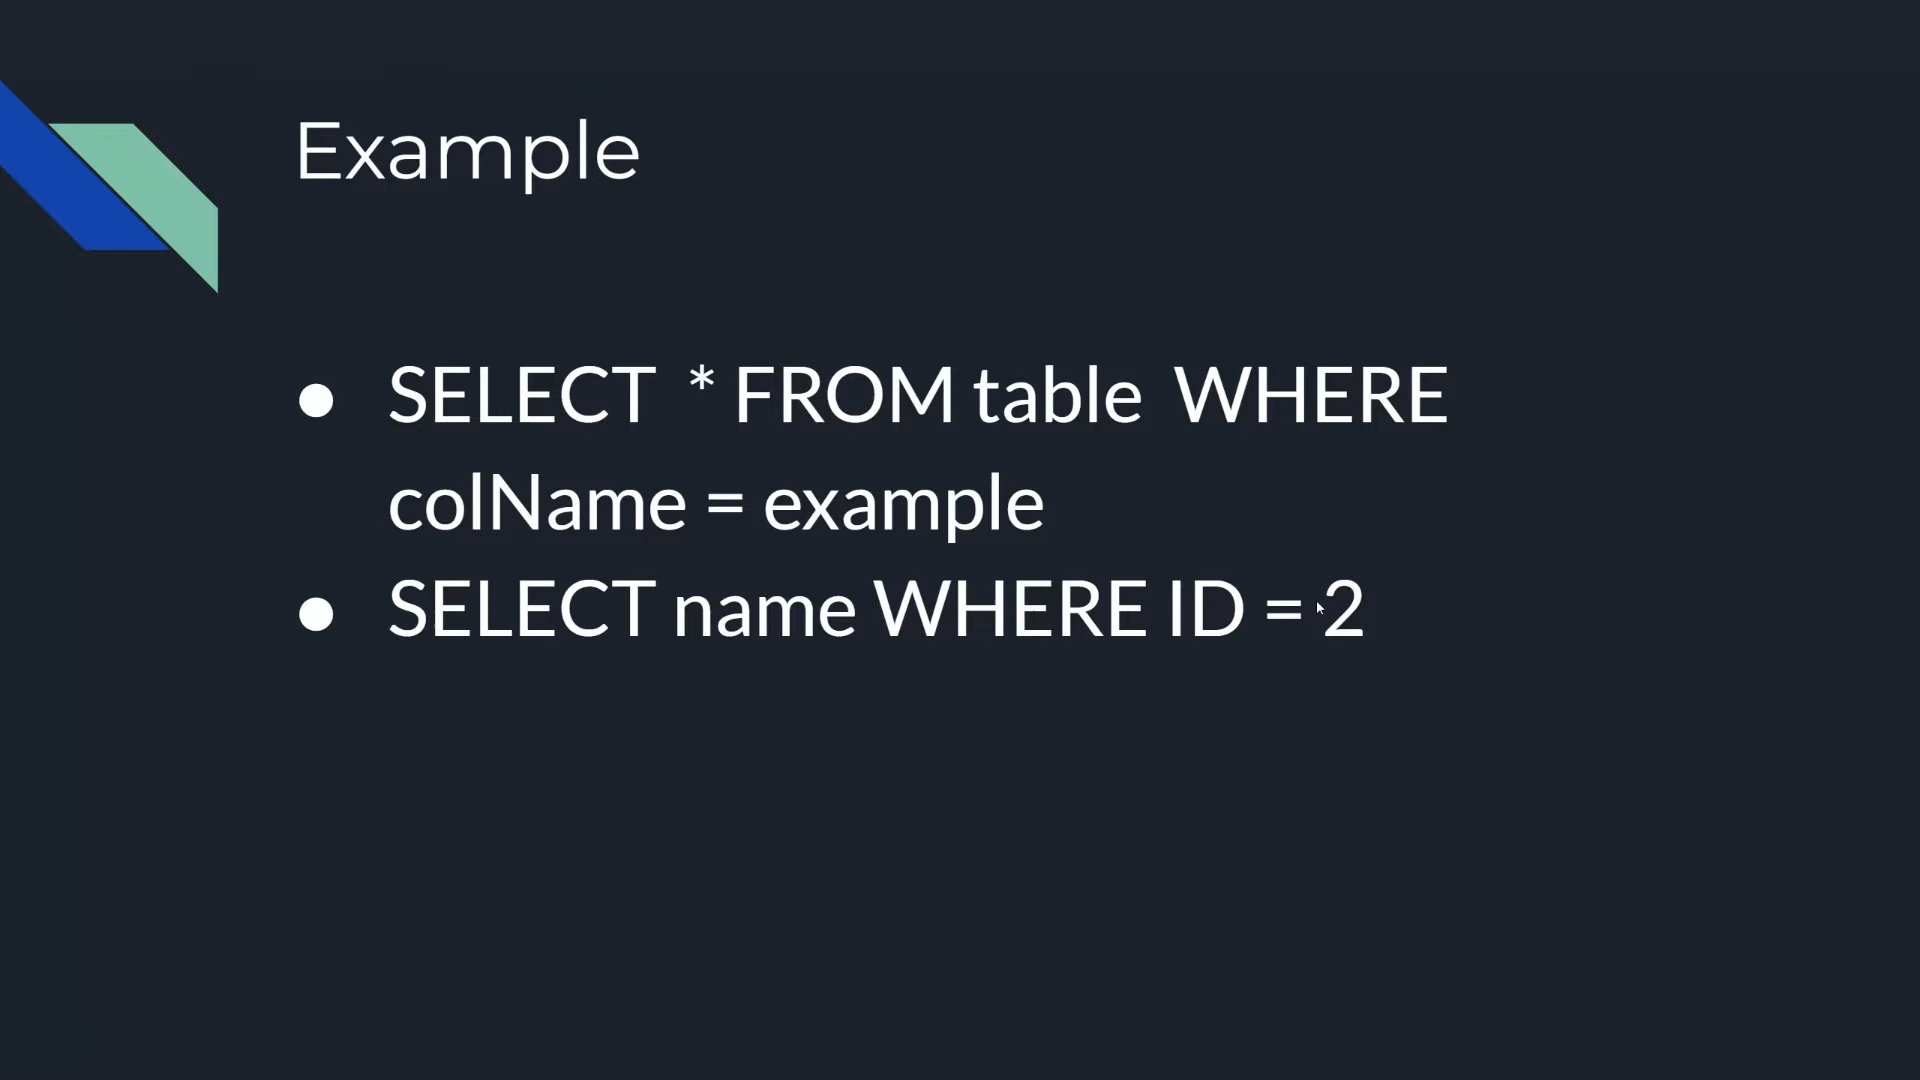 Example
● SELECT * FROM table WHERE
colName = example
● SELECT name WHERE ID = 2